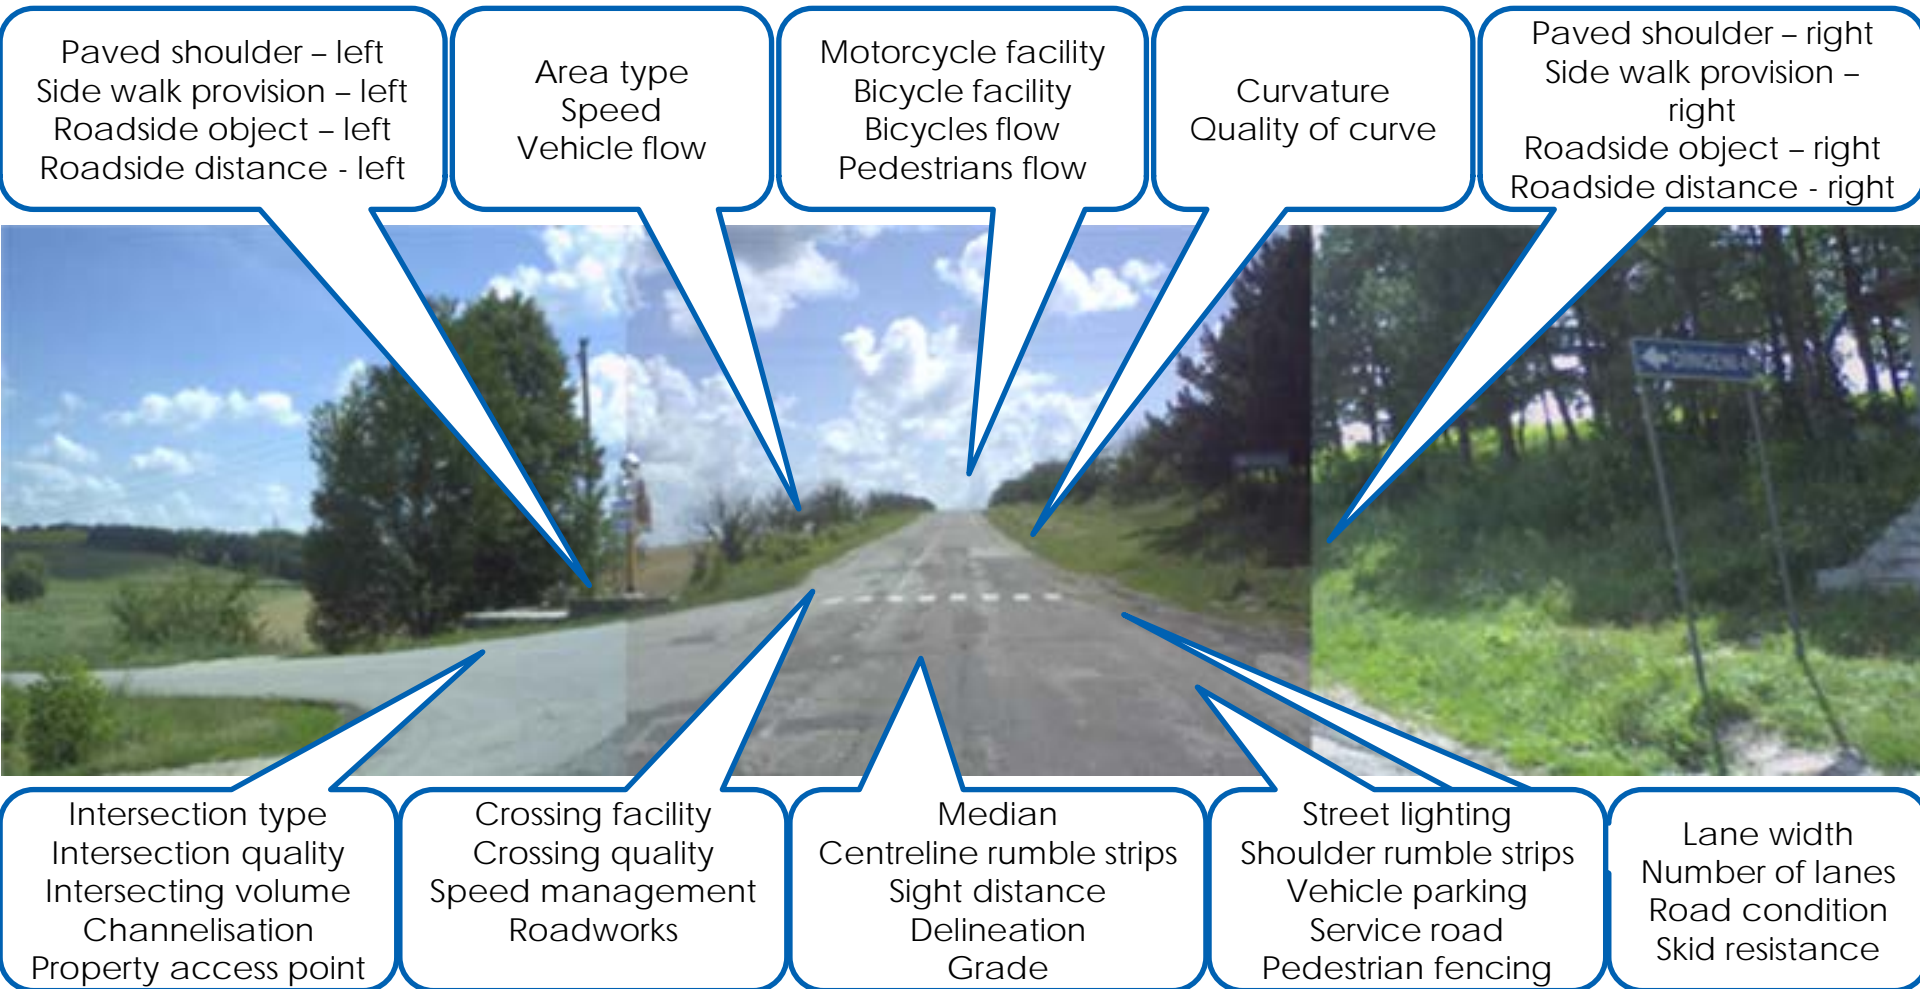 Paved shoulder – left
Side walk provision – left
Roadside object – left
Roadside distance - left
Area type
Speed
Vehicle flow
Motorcycle facility
Bicycle facility
Bicycles flow
Pedestrians flow
Curvature
Quality of curve
Paved shoulder – right
Side walk provision –
right
Roadside object – right
Roadside distance - right
Intersection type
Intersection quality
Intersecting volume
Channelisation
Property access point
Crossing facility
Crossing quality
Speed management
Roadworks
Median
Centreline rumble strips
Sight distance
Delineation
Grade
Street lighting
Shoulder rumble strips
Vehicle parking
Service road
Pedestrian fencing
Lane width
Number of lanes
Road condition
Skid resistance